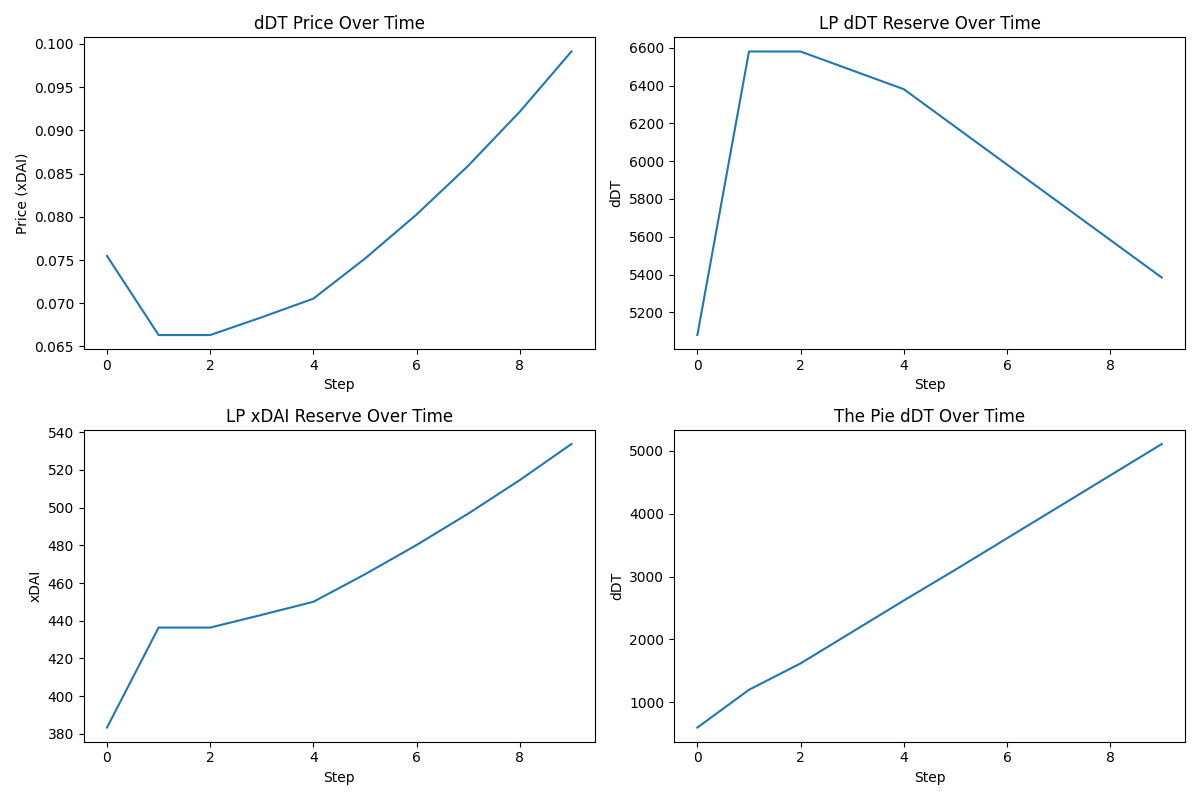 dDT Price Over Time
Price (xDAI)
0.100
0.095
0.090
0.085
0.080
0.075
0.070
0.065
0 2 4 6 8
Step
LP dDT Reserve Over Time
dDT
6600
6400
6200
6000
5800
5600
5400
5200
0 2 4 6 8
Step
LP xDAI Reserve Over Time
xDAI
540
520
500
480
460
440
420
400
380
0 2 4 6 8
Step
The Pie dDT Over Time
dDT
5000
4000
3000
2000
1000
0 2 4 6 8
Step